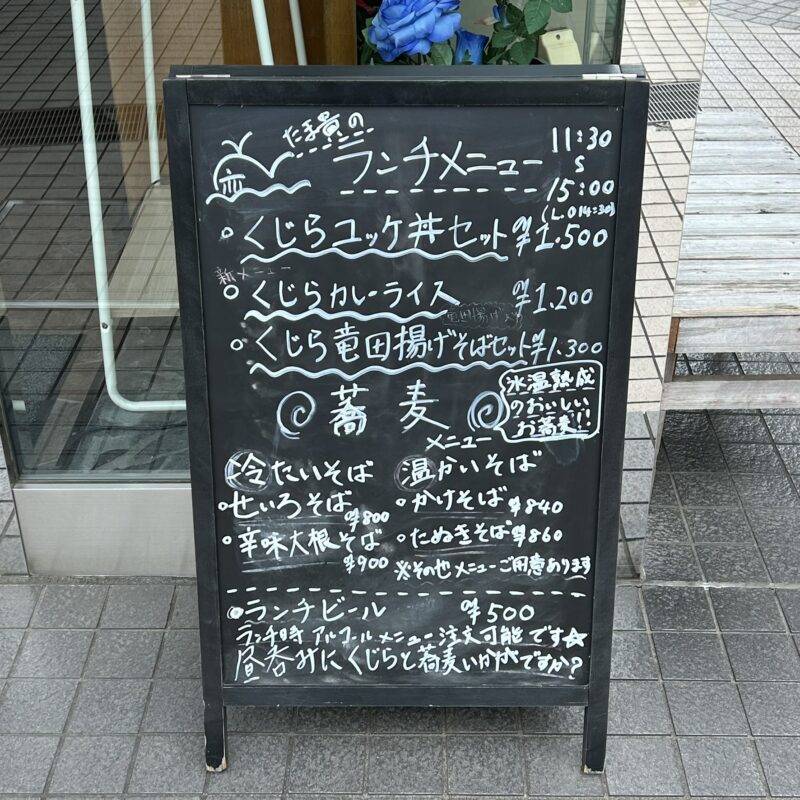 たま貴の
ランチメニュー
11:30
S
15:00
(L.O 14:30)
恋
くじらユッケ丼セット ¥1.500
新メニュー
くじらカレーライス ¥1.200
竜田揚げ入り
くじら竜田揚げそばセット ¥1.300
蕎麦
メニュー
氷温熟成
のおいしい
お蕎麦!!
冷たいそば
・せいろそば
¥800
・辛味大根そば
¥900
温かいそば
・かけそば ¥840
・たぬきそば ¥860
※その他メニューご用意あります
ランチビール ¥500
ランチ時 アルコールメニュー注文可能です☆
昼呑みにくじらと蕎麦いかがですか?